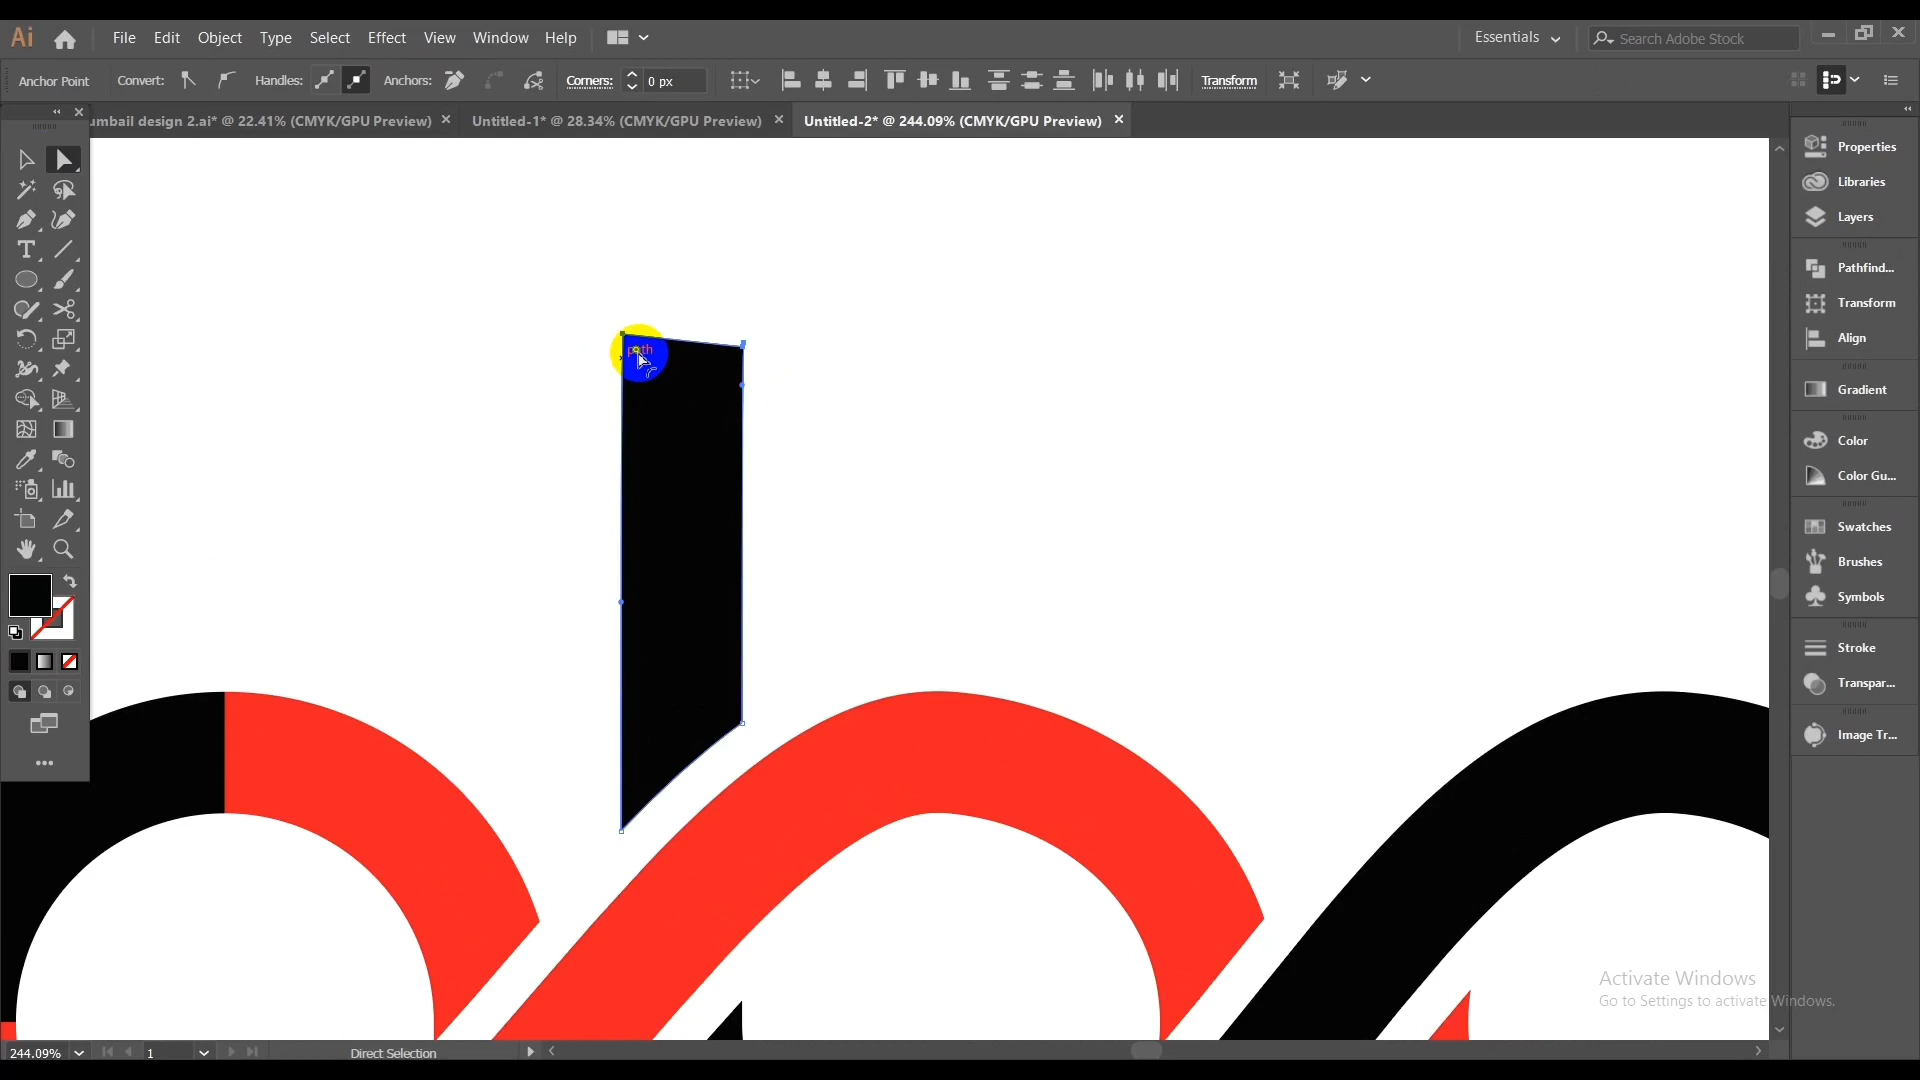 Ai File Edit Object Type Select Effect View Window Help Essentials Search Adobe Stock
Anchor Point Convert: Handles: Anchors: Corners: 0 px Transform
umbail design 2.ai* @ 22.41% (CMYK/GPU Preview) Untitled-1* @ 28.34% (CMYK/GPU Preview) Untitled-2* @ 244.09% (CMYK/GPU Preview)
Properties
Libraries
Layers
Pathfind...
Transform
Align
Gradient
Color
Color Gu...
Swatches
Brushes
Symbols
Stroke
Transpar...
Image Tr...
path
Activate Windows
Go to Settings to activate Windows.
244.09% 1 Direct Selection